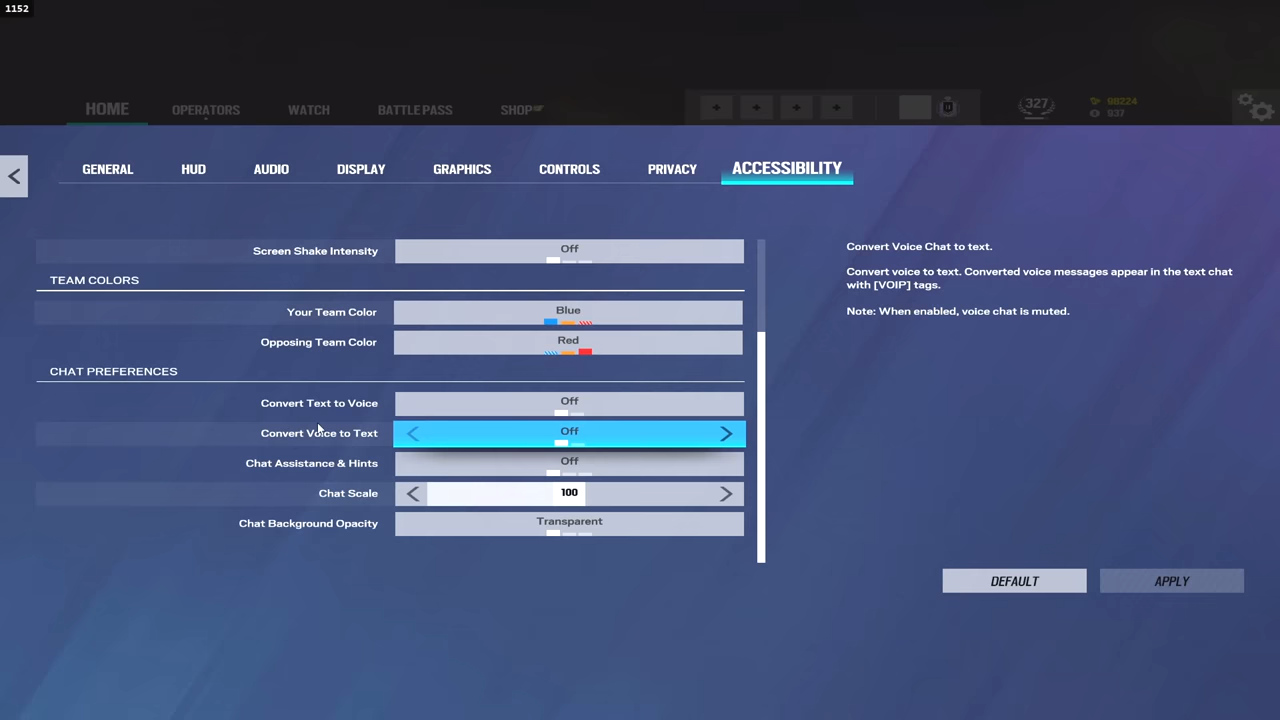 1152
HOME OPERATORS WATCH BATTLE PASS SHOP 327 98224
937
GENERAL HUD AUDIO DISPLAY GRAPHICS CONTROLS PRIVACY ACCESSIBILITY
Screen Shake Intensity Off
TEAM COLORS
Your Team Color Blue
Opposing Team Color Red
CHAT PREFERENCES
Convert Text to Voice Off
Convert Voice to Text Off
Chat Assistance & Hints Off
Chat Scale 100
Chat Background Opacity Transparent
Convert Voice Chat to text.
Convert voice to text. Converted voice messages appear in the text chat
with [VOIP] tags.
Note: When enabled, voice chat is muted.
DEFAULT APPLY